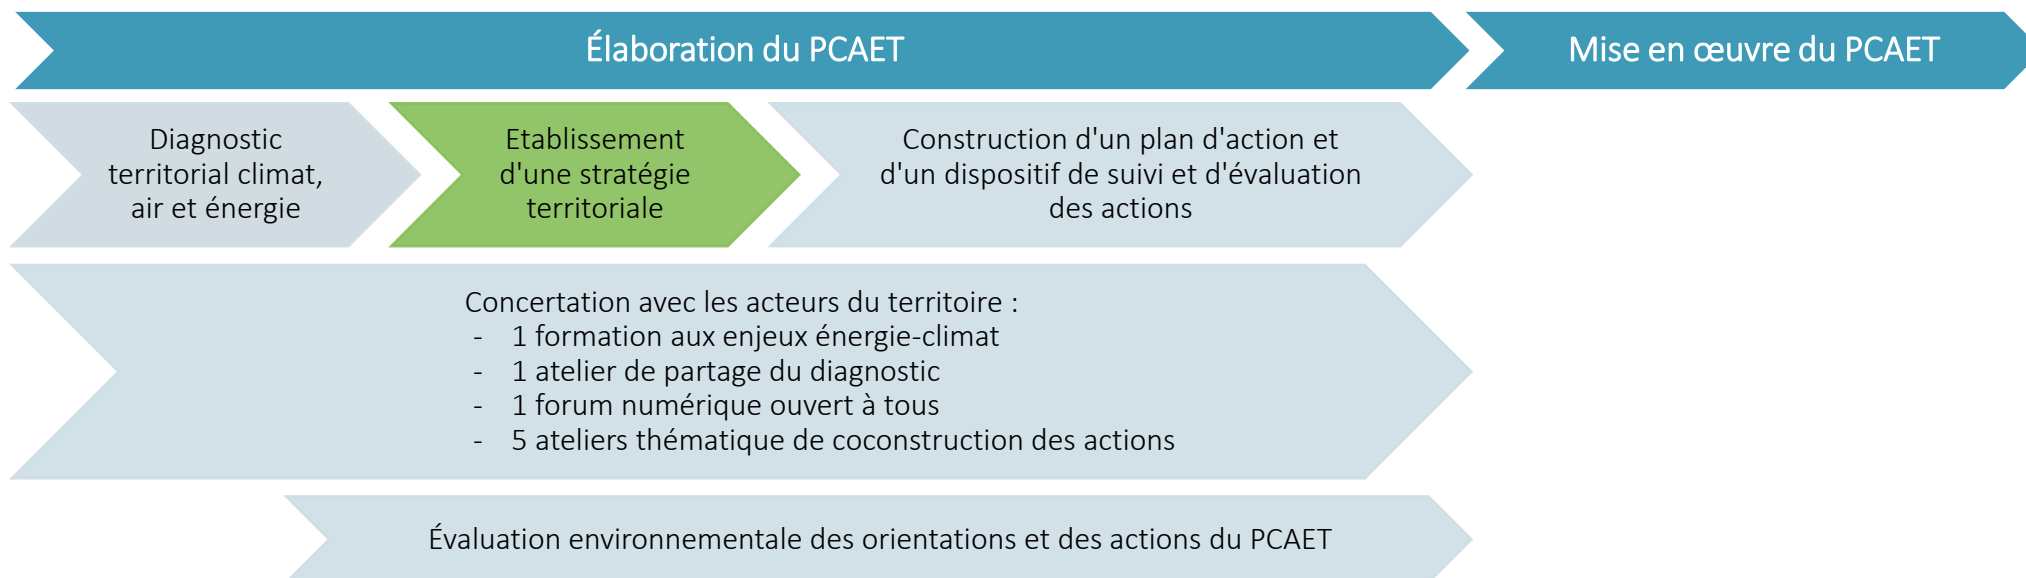 Élaboration du PCAET
Mise en œuvre du PCAET
Diagnostic
territorial climat,
air et énergie
Etablissement
d'une stratégie
territoriale
Construction d'un plan d'action et
d'un dispositif de suivi et d'évaluation
des actions
Concertation avec les acteurs du territoire :
- 1 formation aux enjeux énergie-climat
- 1 atelier de partage du diagnostic
- 1 forum numérique ouvert à tous
- 5 ateliers thématique de coconstruction des actions
Évaluation environnementale des orientations et des actions du PCAET